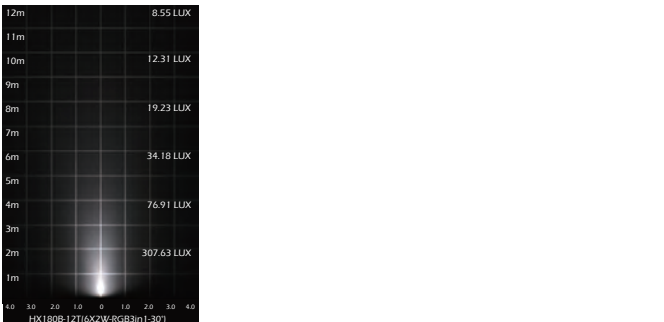 12m 8.55 LUX
11m
10m 12.31 LUX
9m
8m 19.23 LUX
7m
6m 34.18 LUX
5m
4m 76.91 LUX
3m
2m 307.63 LUX
1m
4.0 3.0 2.0 1.0 0 1.0 2.0 3.0 4.0
HX180B-12T(6X2W-RGB3in1-30°)